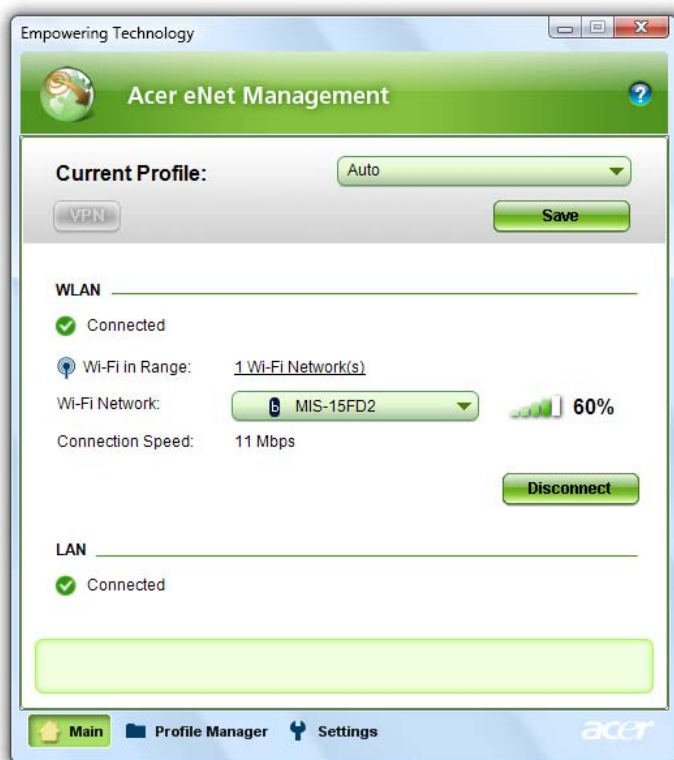 Empowering Technology
Acer eNet Management
Current Profile: Auto
VPN Save
WLAN
Connected
Wi-Fi in Range: 1 Wi-Fi Network(s)
Wi-Fi Network: b MIS-15FD2 60%
Connection Speed: 11 Mbps
Disconnect
LAN
Connected
Main Profile Manager Settings acer